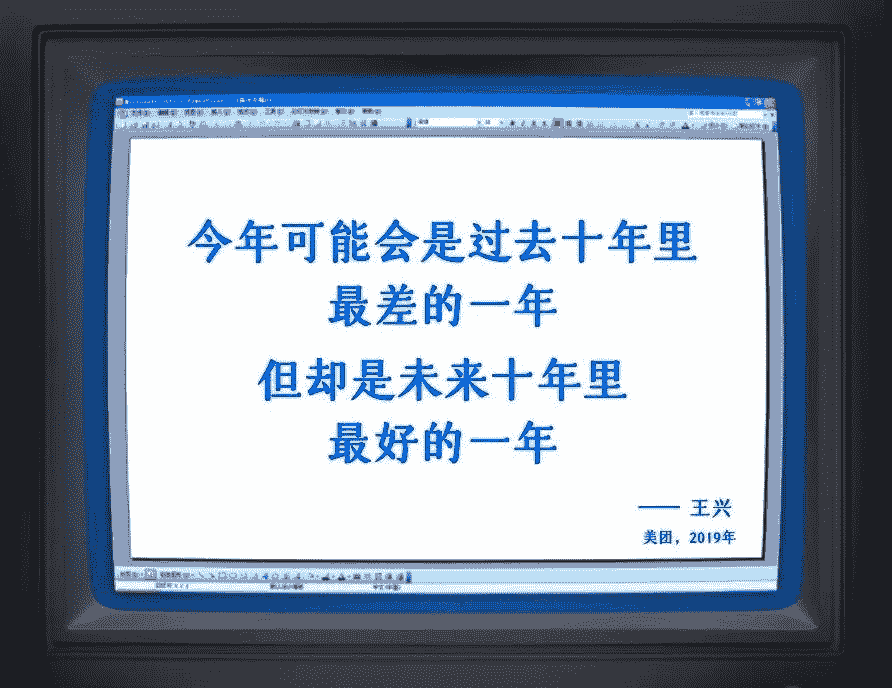 今年可能会是过去十年里
最差的一年
但却是未来十年里
最好的一年
—— 王兴
美团，2019年